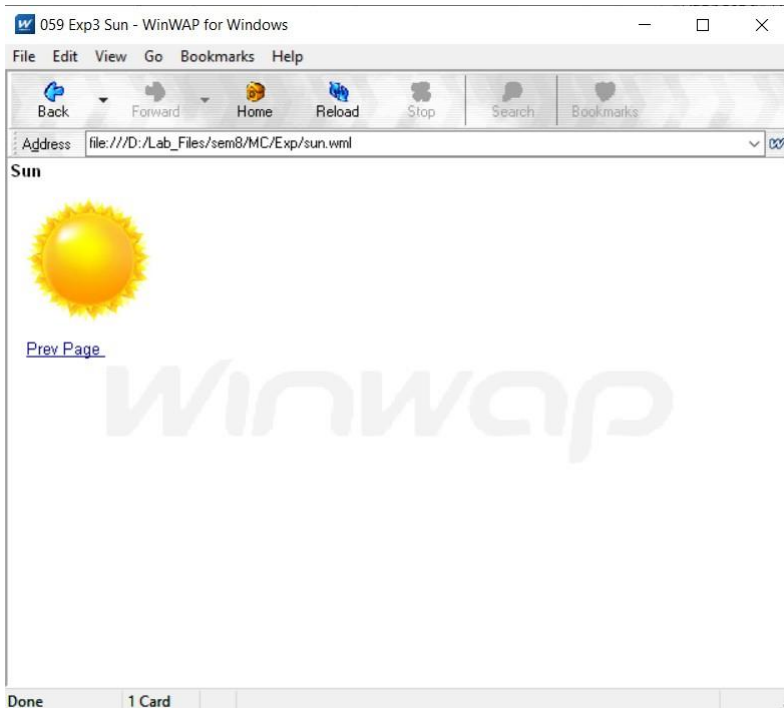 059 Exp3 Sun - WinWAP for Windows
File Edit View Go Bookmarks Help
Back Forward Home Reload Stop Search Bookmarks
Address file:///D:/Lab_Files/sem8/MC/Exp/sun.wml
Sun
Prev Page
Winwap
Done 1 Card